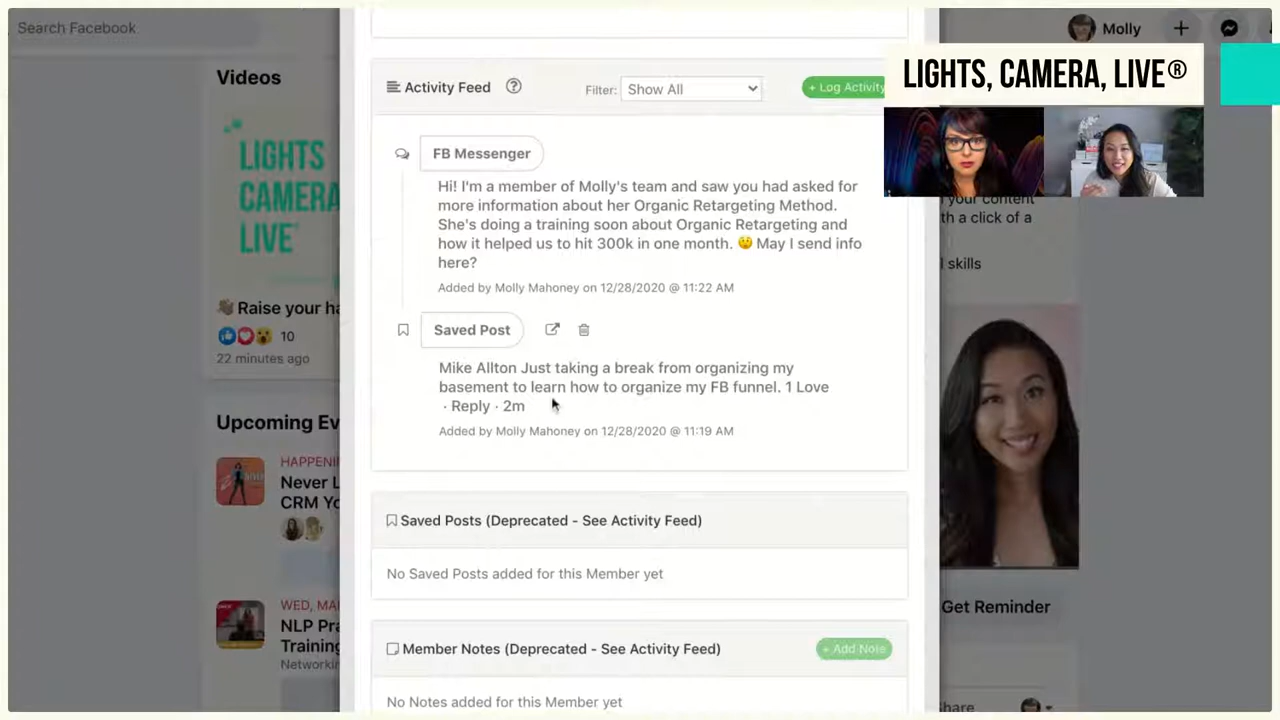 Search Facebook
Molly
LIGHTS, CAMERA, LIVE®
Videos
LIGHTS
CAMERA
LIVE
Raise your ha
10
22 minutes ago
Upcoming Ev
HAPPENI
Never L
CRM Yo
WED, MA
NLP Pra
Training
Networkin
Activity Feed
Filter:
Show All
+ Log Activity
FB Messenger
Hi! I'm a member of Molly's team and saw you had asked for
more information about her Organic Retargeting Method.
She's doing a training soon about Organic Retargeting and
how it helped us to hit 300k in one month. 🤫 May I send info
here?
Added by Molly Mahoney on 12/28/2020 @ 11:22 AM
Saved Post
Mike Allton Just taking a break from organizing my
basement to learn how to organize my FB funnel. 1 Love
· Reply · 2m
Added by Molly Mahoney on 12/28/2020 @ 11:19 AM
Saved Posts (Deprecated - See Activity Feed)
No Saved Posts added for this Member yet
Member Notes (Deprecated - See Activity Feed)
+ Add Note
No Notes added for this Member yet
your content
th a click of a
l skills
Get Reminder
hare